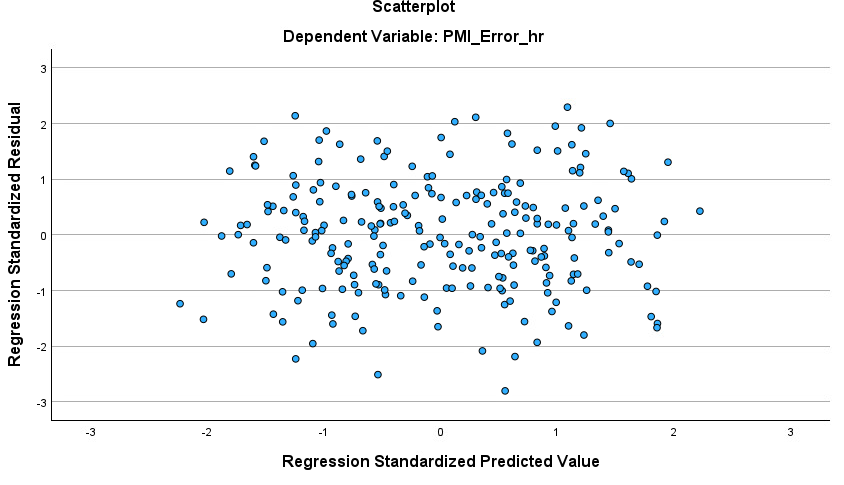 Scatterplot
Dependent Variable: PMI_Error_hr
Regression Standardized Residual
3
2
1
0
-1
-2
-3
-3 -2 -1 0 1 2 3
Regression Standardized Predicted Value